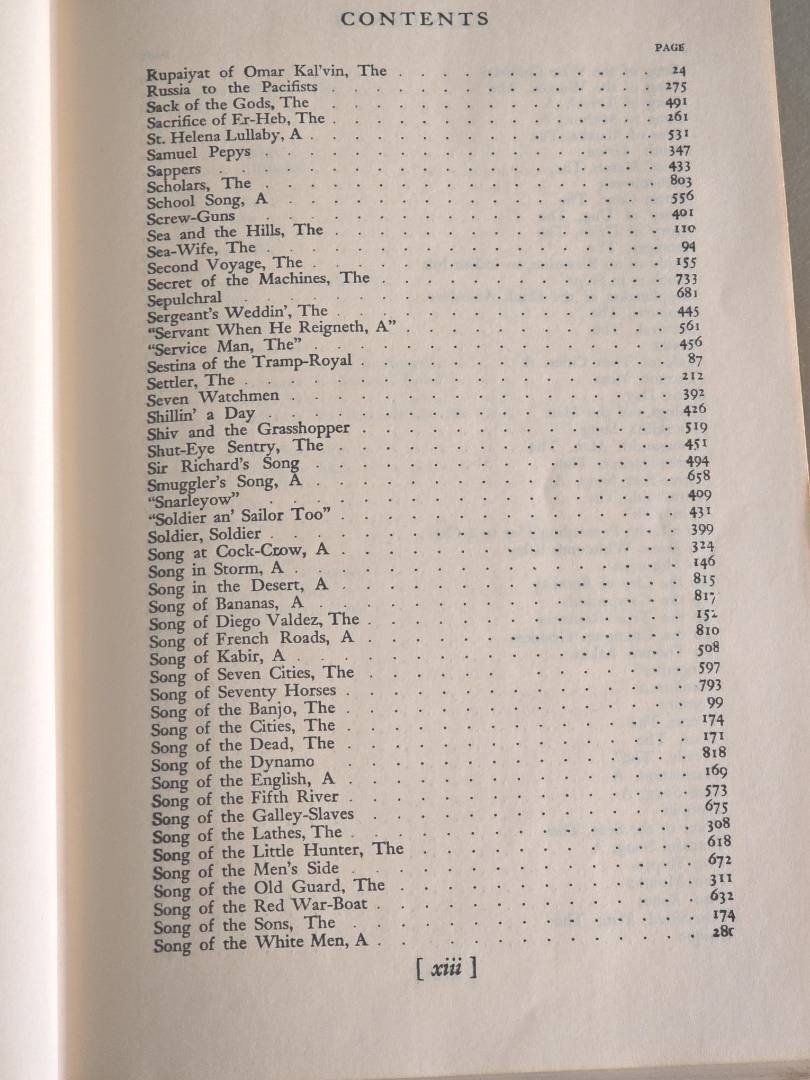 CONTENTS
PAGE
Rupaiyat of Omar Kal'vin, The . . . . . . . . . . . . 24
Russia to the Pacifists . . . . . . . . . . . . . . 275
Sack of the Gods, The . . . . . . . . . . . . . . 491
Sacrifice of Er-Heb, The . . . . . . . . . . . . . . 261
St. Helena Lullaby, A . . . . . . . . . . . . . . . 531
Samuel Pepys . . . . . . . . . . . . . . . . . 347
Sappers . . . . . . . . . . . . . . . . . . . 433
Scholars, The . . . . . . . . . . . . . . . . . 803
School Song, A . . . . . . . . . . . . . . . . . 556
Screw-Guns . . . . . . . . . . . . . . . . . 401
Sea and the Hills, The . . . . . . . . . . . . . . 110
Sea-Wife, The . . . . . . . . . . . . . . . . . 94
Second Voyage, The . . . . . . . . . . . . . . . 155
Secret of the Machines, The . . . . . . . . . . . . 733
Sepulchral . . . . . . . . . . . . . . . . . . 681
Sergeant's Weddin', The . . . . . . . . . . . . . . 445
“Servant When He Reigneth, A” . . . . . . . . . . . 561
“Service Man, The” . . . . . . . . . . . . . . . 456
Sestina of the Tramp-Royal . . . . . . . . . . . . . 87
Settler, The . . . . . . . . . . . . . . . . . . 212
Seven Watchmen . . . . . . . . . . . . . . . . 392
Shillin' a Day . . . . . . . . . . . . . . . . . 426
Shiv and the Grasshopper . . . . . . . . . . . . . 519
Shut-Eye Sentry, The . . . . . . . . . . . . . . 451
Sir Richard's Song . . . . . . . . . . . . . . . 494
Smuggler's Song, A . . . . . . . . . . . . . . . 658
“Snarleyow” . . . . . . . . . . . . . . . . . 409
“Soldier an' Sailor Too” . . . . . . . . . . . . . . 431
Soldier, Soldier . . . . . . . . . . . . . . . . . 399
Song at Cock-Crow, A . . . . . . . . . . . . . . 324
Song in Storm, A . . . . . . . . . . . . . . . . 146
Song in the Desert, A . . . . . . . . . . . . . . 815
Song of Bananas, A . . . . . . . . . . . . . . . 817
Song of Diego Valdez, The . . . . . . . . . . . . . 152
Song of French Roads, A . . . . . . . . . . . . . 810
Song of Kabir, A . . . . . . . . . . . . . . . . 508
Song of Seven Cities, The . . . . . . . . . . . . . 597
Song of Seventy Horses . . . . . . . . . . . . . . 793
Song of the Banjo, The . . . . . . . . . . . . . . 99
Song of the Cities, The . . . . . . . . . . . . . . 174
Song of the Dead, The . . . . . . . . . . . . . . 171
Song of the Dynamo . . . . . . . . . . . . . . 818
Song of the English, A . . . . . . . . . . . . . . 169
Song of the Fifth River . . . . . . . . . . . . . . 573
Song of the Galley-Slaves . . . . . . . . . . . . . 675
Song of the Lathes, The . . . . . . . . . . . . . . 308
Song of the Little Hunter, The . . . . . . . . . . . 618
Song of the Men's Side . . . . . . . . . . . . . . 672
Song of the Old Guard, The . . . . . . . . . . . . 311
Song of the Red War-Boat . . . . . . . . . . . . . 632
Song of the Sons, The . . . . . . . . . . . . . . 174
Song of the White Men, A . . . . . . . . . . . . .
[ xiii ]